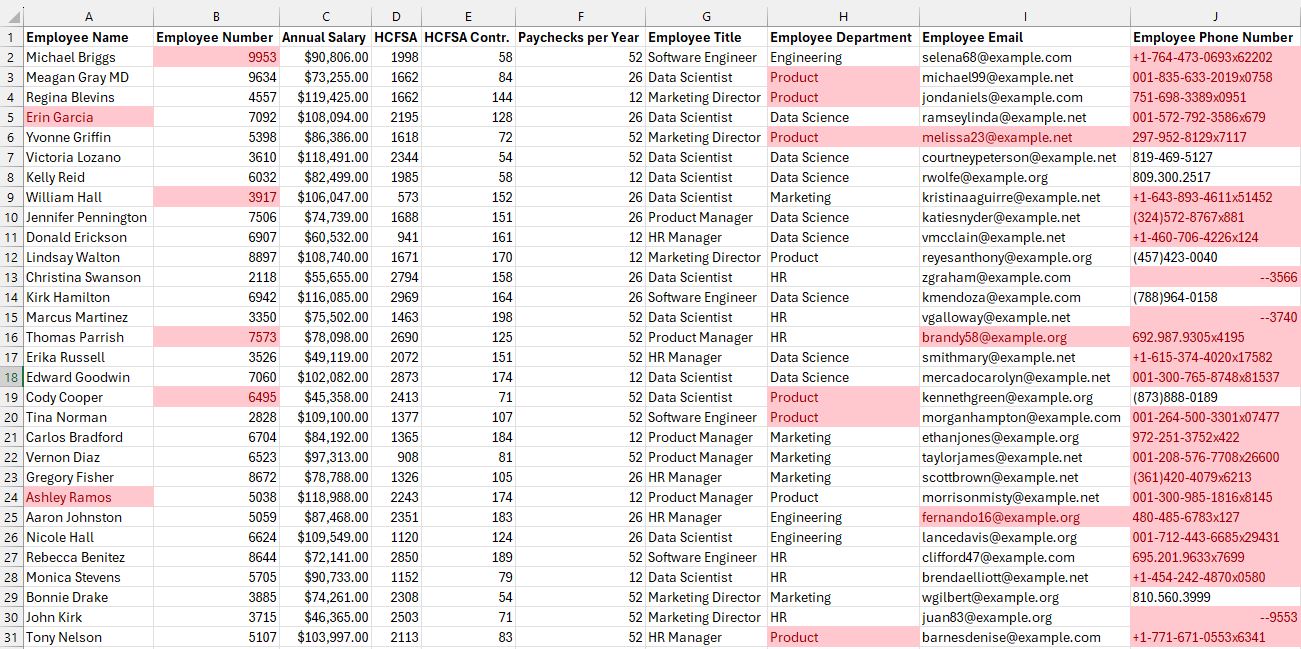 A B C D E F G H I J
1 Employee Name Employee Number Annual Salary HCFSA HCFSA Contr. Paychecks per Year Employee Title Employee Department Employee Email Employee Phone Number
2 Michael Briggs 9953 $90,806.00 1998 58 52 Software Engineer Engineering selena68@example.com +1-764-473-0693x62202
3 Meagan Gray MD 9634 $73,255.00 1662 84 26 Data Scientist Product michael99@example.net 001-835-633-2019x0758
4 Regina Blevins 4557 $119,425.00 1662 144 12 Marketing Director Product jondaniels@example.com 751-698-3389x0951
5 Erin Garcia 7092 $108,094.00 2195 128 26 Data Scientist Data Science ramseylinda@example.com 001-572-792-3586x679
6 Yvonne Griffin 5398 $86,386.00 1618 72 52 Marketing Director Product melissa23@example.net 297-952-8129x7117
7 Victoria Lozano 3610 $118,491.00 2344 54 52 Data Scientist Data Science courtneypeterson@example.net 819-469-5127
8 Kelly Reid 6032 $82,499.00 1985 58 12 Data Scientist Data Science rwolfe@example.org 809.300.2517
9 William Hall 3917 $106,047.00 573 152 26 Data Scientist Marketing kristinaaguirre@example.net +1-643-893-4611x51452
10 Jennifer Pennington 7506 $74,739.00 1688 151 26 Product Manager Data Science katiesnyder@example.net (324)572-8767x881
11 Donald Erickson 6907 $60,532.00 941 161 12 HR Manager Data Science vmcclain@example.net +1-460-706-4226x124
12 Lindsay Walton 8897 $108,740.00 1671 170 12 Marketing Director Product reyesanthony@example.org (457)423-0040
13 Christina Swanson 2118 $55,655.00 2794 158 26 Data Scientist HR zgraham@example.com --3566
14 Kirk Hamilton 6942 $116,085.00 2969 164 26 Software Engineer Data Science kmendoza@example.com (788)964-0158
15 Marcus Martinez 3350 $75,502.00 1463 198 52 Data Scientist HR vgalloway@example.net --3740
16 Thomas Parrish 7573 $78,098.00 2690 125 52 Product Manager HR brandy58@example.org 692.987.9305x4195
17 Erika Russell 3526 $49,119.00 2072 151 52 HR Manager Data Science smithmary@example.net +1-615-374-4020x17582
18 Edward Goodwin 7060 $102,082.00 2873 174 12 Data Scientist Data Science mercadocarolyn@example.net 001-300-765-8748x81537
19 Cody Cooper 6495 $45,358.00 2413 71 52 Data Scientist Product kennethgreen@example.org (873)888-0189
20 Tina Norman 2828 $109,100.00 1377 107 52 Software Engineer Product morganhampton@example.com 001-264-500-3301x07477
21 Carlos Bradford 6704 $84,192.00 1365 184 12 Product Manager Marketing ethanjones@example.org 972-251-3752x422
22 Vernon Diaz 6523 $97,313.00 908 81 52 Product Manager Marketing taylorjames@example.org 001-208-576-7708x26600
23 Gregory Fisher 8672 $78,788.00 1326 105 26 HR Manager Marketing scottbrown@example.net (361)420-4079x6213
24 Ashley Ramos 5038 $118,988.00 2243 174 12 Product Manager Product morrisonmisty@example.net 001-300-985-1816x8145
25 Aaron Johnston 5059 $87,468.00 2351 183 26 HR Manager Engineering fernando16@example.org 480-485-6783x127
26 Nicole Hall 6624 $109,549.00 1120 124 26 Data Scientist Engineering lancedavis@example.org 001-712-443-6685x29431
27 Rebecca Benitez 8644 $72,141.00 2850 189 52 Software Engineer HR clifford47@example.com 695.201.9633x7699
28 Monica Stevens 5705 $90,733.00 1152 79 12 Data Scientist HR brendaelliott@example.net +1-454-242-4870x0580
29 Bonnie Drake 3885 $74,261.00 2308 54 52 Marketing Director Marketing wgilbert@example.org 810.560.3999
30 John Kirk 3715 $46,365.00 2503 71 52 Marketing Director HR juan83@example.org --9553
31 Tony Nelson 5107 $103,997.00 2113 83 52 HR Manager Product barnesdenise@example.com +1-771-671-0553x6341